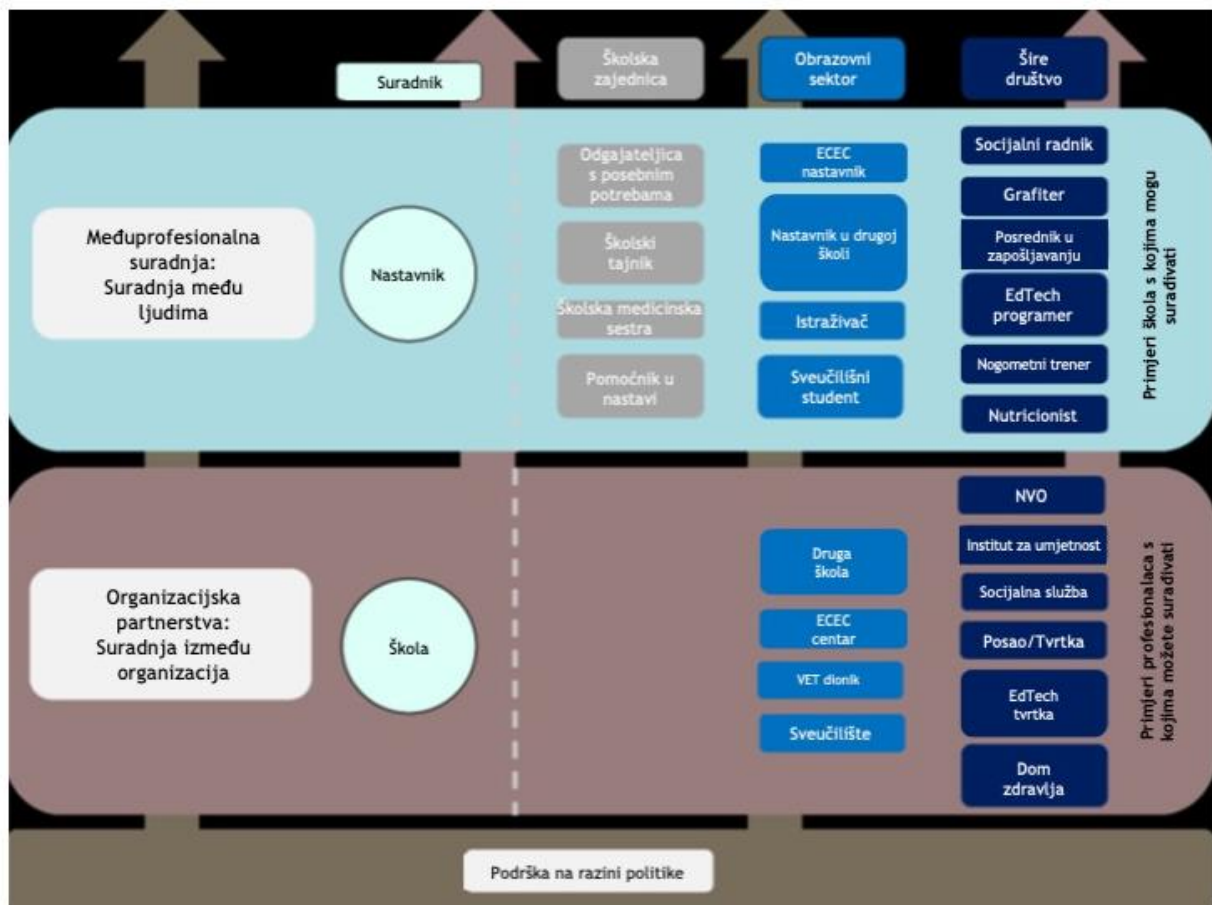 Suradnik
Školska
zajednica
Obrazovni
sektor
Šire
društvo
Međuprofesionalna
suradnja:
Suradnja među
ljudima
Nastavnik
Odgajateljica
s posebnim
potrebama
Školski
tajnik
Školska medicinska
sestra
Pomoćnik u
nastavi
ECEC
nastavnik
Nastavnik u drugoj
školi
Istraživač
Sveučilišni
student
Socijalni radnik
Grafiter
Posrednik u
zapošljavanju
EdTech
programer
Nogometni trener
Nutricionist
Primjeri škola s kojima mogu
surađivati
Organizacijska
partnerstva:
Suradnja između
organizacija
Škola
Druga
škola
ECEC
centar
VET dionik
Sveučilište
NVO
Institut za umjetnost
Socijalna služba
Posao/Tvrtka
EdTech
tvrtka
Dom
zdravlja
Primjeri profesionalaca s
kojima možete surađivati
Podrška na razini politike